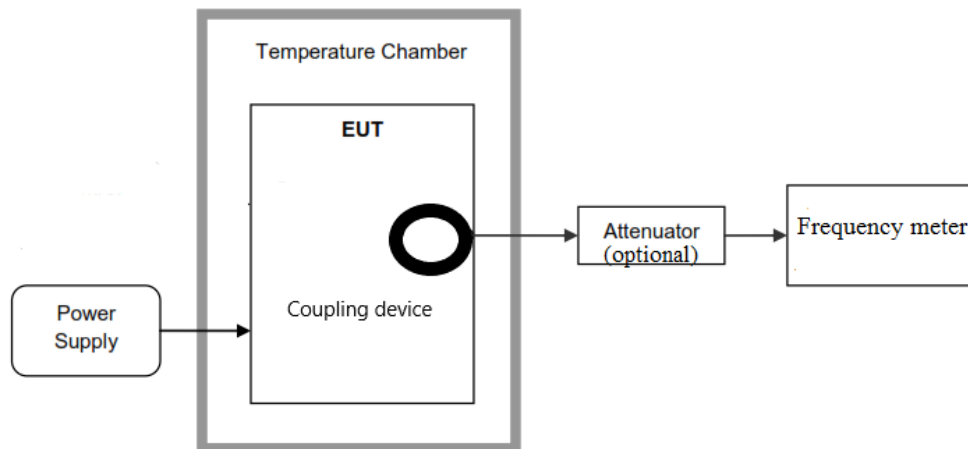 Temperature Chamber
EUT
Coupling device
Power
Supply
Attenuator
(optional)
Frequency meter